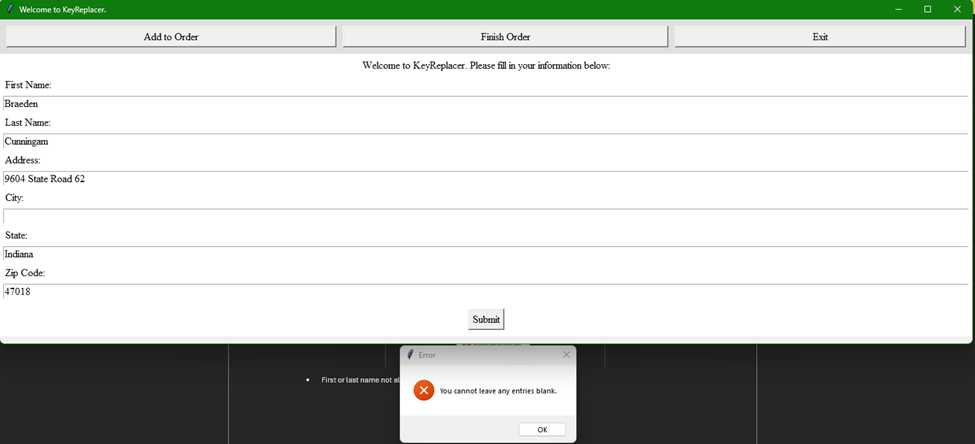 Welcome to KeyReplacer.
Add to Order Finish Order Exit
Welcome to KeyReplacer. Please fill in your information below:
First Name:
Braeden
Last Name:
Cunningam
Address:
9604 State Road 62
City:
State:
Indiana
Zip Code:
47018
Submit
Error
First or last name not al
You cannot leave any entries blank.
OK